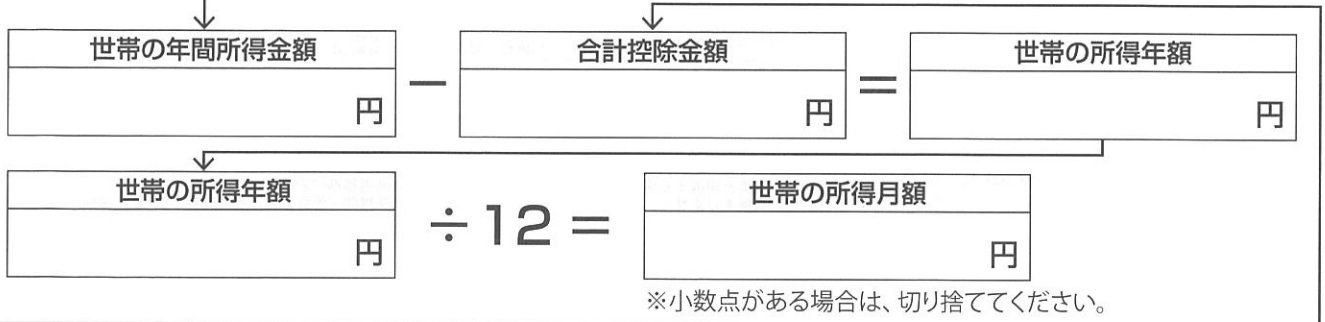 世帯の年間所得金額 合計控除金額 世帯の所得年額
円 － 円 ＝ 円
世帯の所得年額 世帯の所得月額
円 ÷12＝ 円
※小数点がある場合は、切り捨ててください。